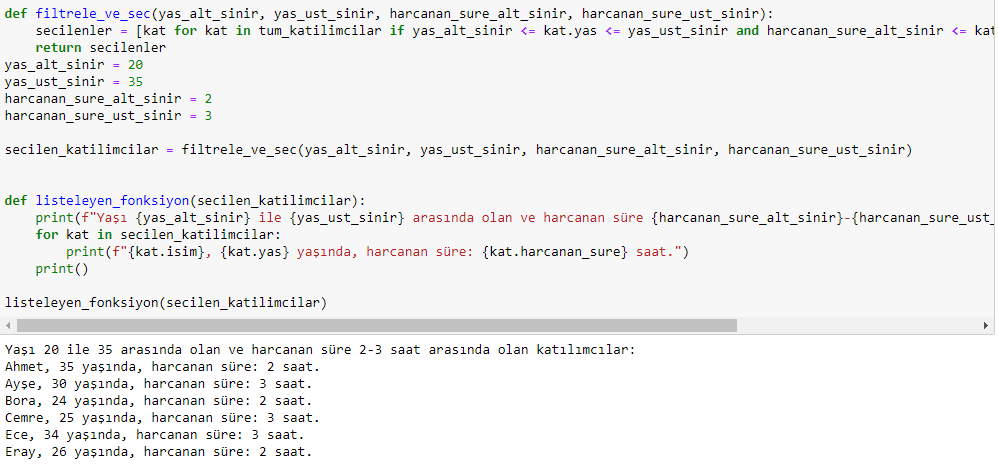 def filtrele_ve_sec(yas_alt_sinir, yas_ust_sinir, harcanan_sure_alt_sinir, harcanan_sure_ust_sinir):
    secilenler = [kat for kat in tum_katilimcilar if yas_alt_sinir <= kat.yas <= yas_ust_sinir and harcanan_sure_alt_sinir <= kat
    return secilenler
yas_alt_sinir = 20
yas_ust_sinir = 35
harcanan_sure_alt_sinir = 2
harcanan_sure_ust_sinir = 3
secilen_katilimcilar = filtrele_ve_sec(yas_alt_sinir, yas_ust_sinir, harcanan_sure_alt_sinir, harcanan_sure_ust_sinir)
def listeleyen_fonksiyon(secilen_katilimcilar):
    print(f"Yaşı {yas_alt_sinir} ile {yas_ust_sinir} arasında olan ve harcanan süre {harcanan_sure_alt_sinir}-{harcanan_sure_ust_
    for kat in secilen_katilimcilar:
        print(f"{kat.isim}, {kat.yas} yaşında, harcanan süre: {kat.harcanan_sure} saat.")
    print()
listeleyen_fonksiyon(secilen_katilimcilar)
Yaşı 20 ile 35 arasında olan ve harcanan süre 2-3 saat arasında olan katılımcılar:
Ahmet, 35 yaşında, harcanan süre: 2 saat.
Ayşe, 30 yaşında, harcanan süre: 3 saat.
Bora, 24 yaşında, harcanan süre: 2 saat.
Cemre, 25 yaşında, harcanan süre: 3 saat.
Ece, 34 yaşında, harcanan süre: 3 saat.
Eray, 26 yaşında, harcanan süre: 2 saat.